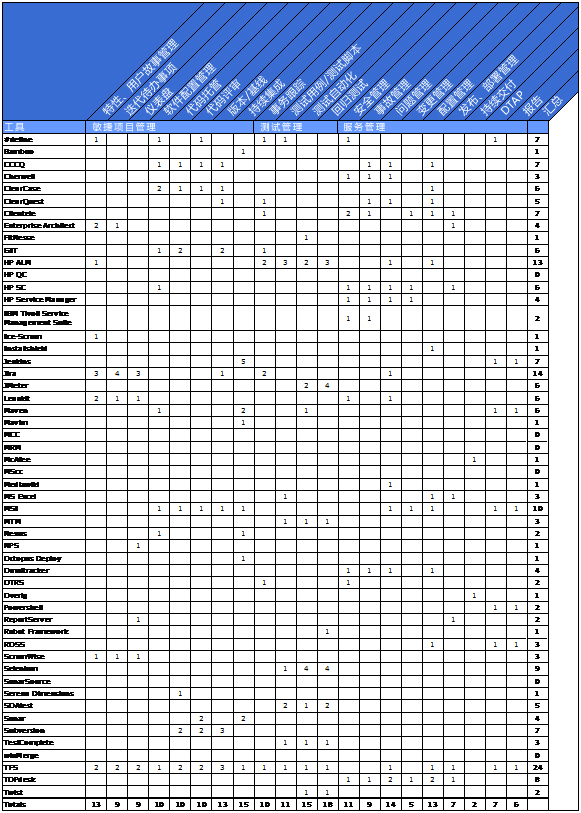 特性、用户故事管理
迭代待办事项
仪表盘
软件配置管理
代码托管
代码评审
版本/基线
持续集成
事务跟踪
测试用例/测试脚本
测试自动化
回归测试
安全管理
事故管理
问题管理
变更管理
配置管理
发布、部署管理
持续交付
DTAP
报告
汇总
工具 敏捷项目管理 测试管理 服务管理
#define 1 1 1 1 1 1 1 7
Bamboo 1 1
CCCQ 1 1 1 1 1 1 1 7
Cherwell 1 1 1 3
ClearCase 2 1 1 1 1 6
ClearQuest 1 1 1 1 1 5
Clientele 1 2 1 1 1 1 7
Enterprise Architect 2 1 1 4
FitNesse 1 1
GIT 1 2 2 1 6
HP ALM 1 2 3 2 3 1 1 13
HP QC 0
HP SC 1 1 1 1 1 1 6
HP Service Manager 1 1 1 1 4
IBM Tivoli Service
Management Suite 1 1 2
Ice-Scrum 1 1
Installshield 1 1
Jenkins 5 1 1 7
Jira 3 4 3 1 2 1 14
JMeter 2 4 6
Leankit 2 1 1 1 1 6
Maven 1 2 1 1 1 6
1 1
MCC 0
MRM 0
McAfee 1 1
MScc 0
1 1
MS Excel 1 1 1 3
MSI 1 1 1 1 1 1 1 1 1 1 10
MTM 1 1 1 3
Nexus 1 1 2
NPS 1 1
Octopus Deploy 1 1
Omnitracker 1 1 1 1 4
OTRS 1 1 2
1 1
Powershell 1 1 2
ReportServer 1 1 2
Robot Framework 1 1
RDSS 1 1 1 3
ScrumWise 1 1 1 3
Selenium 1 4 4 9
SonarSource 0
Serena Dimensions 1 1
SOAtest 2 1 2 5
Sonar 2 2 4
Subversion 2 2 3 7
TestComplete 1 1 1 3
winMerge 0
TFS 2 2 2 1 2 2 3 1 1 1 1 1 1 1 1 1 1 24
TOPdesk 1 1 2 1 2 1 8
Twist 1 1 2
Totals 13 9 9 10 10 10 13 15 10 11 15 18 11 9 14 5 13 7 2 7 6